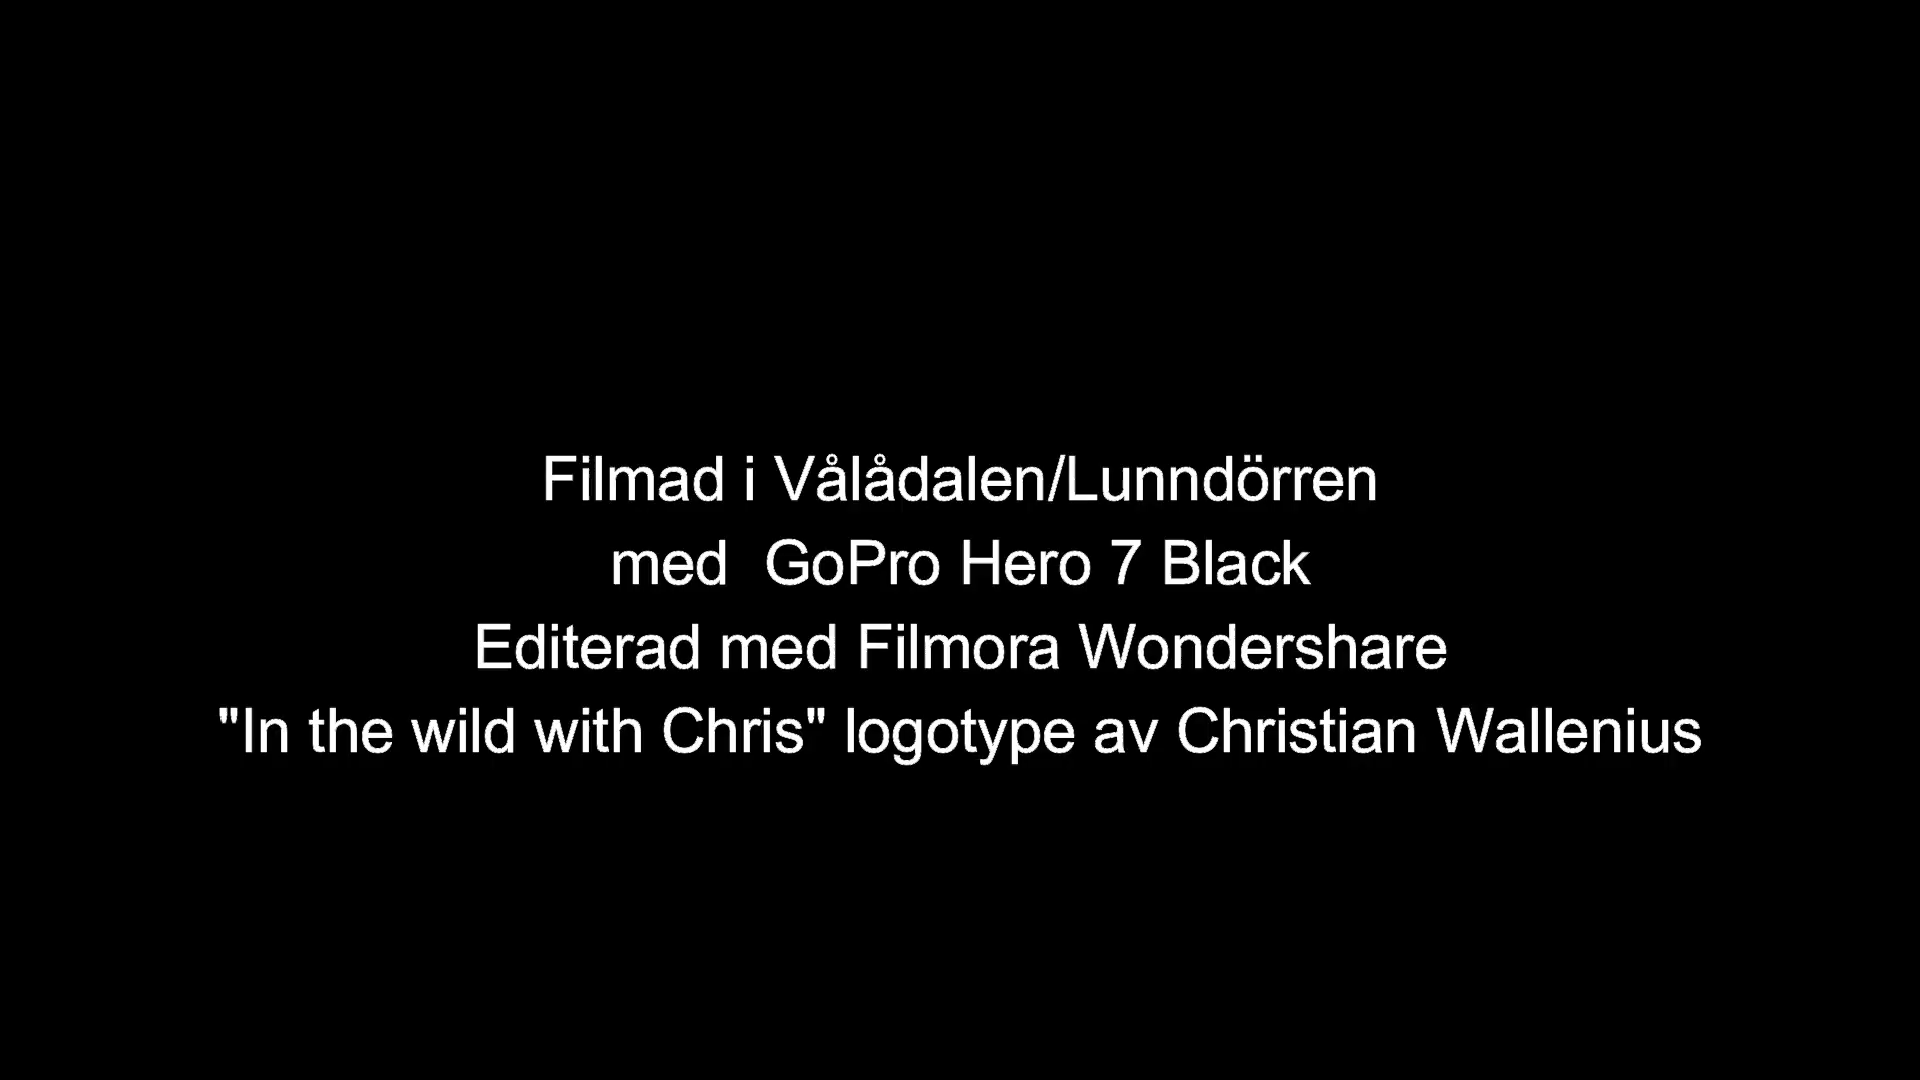 Filmad i Vålådalen/Lunndörren
med  GoPro Hero 7 Black
Editerad med Filmora Wondershare
"In the wild with Chris" logotype av Christian Wallenius